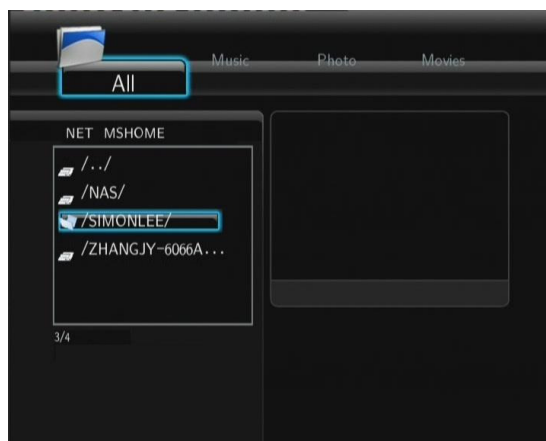 Music Photo Movies
All
NET MSHOME
/../
/NAS/
/SIMONLEE/
/ZHANGJY-6066A...
3/4